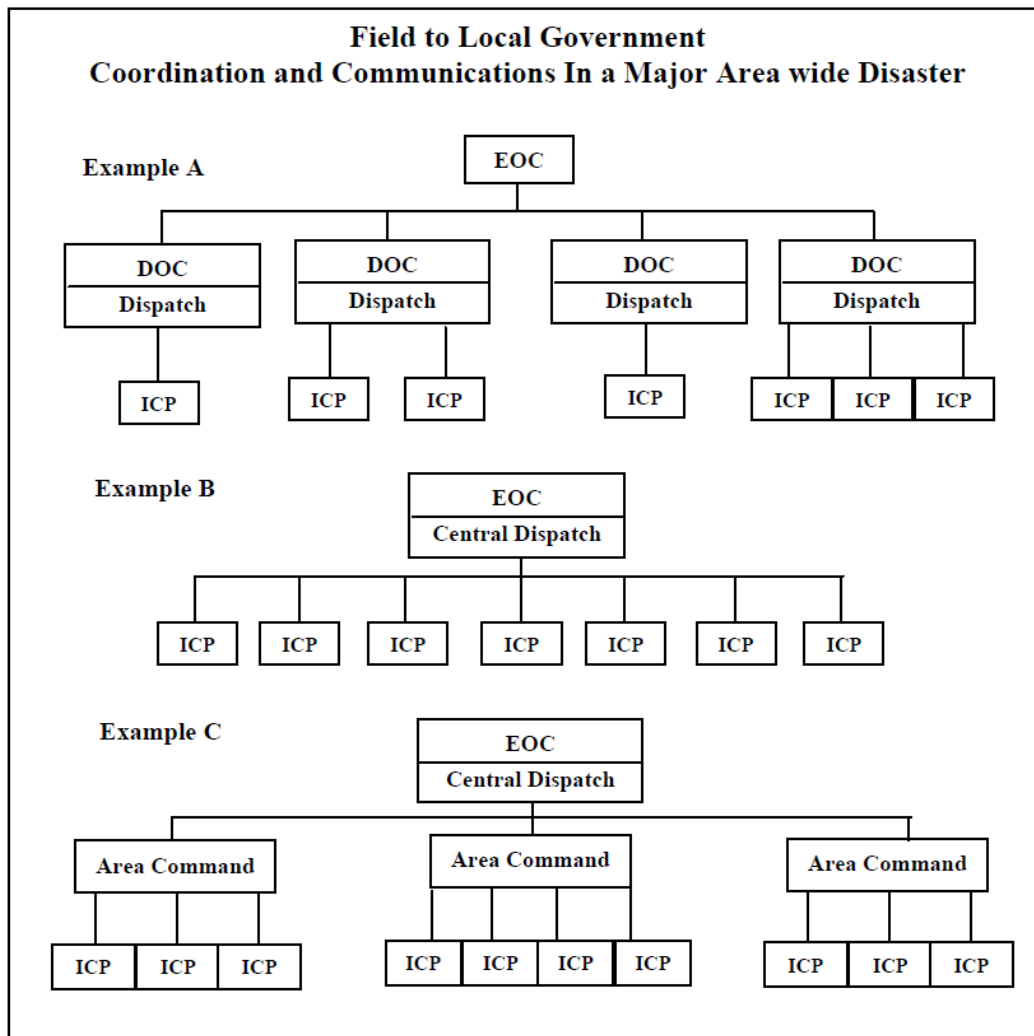 Field to Local Government
Coordination and Communications In a Major Area wide Disaster
Example A
EOC
DOC
Dispatch
DOC
Dispatch
DOC
Dispatch
DOC
Dispatch
ICP
ICP
ICP
ICP
ICP
ICP
ICP
Example B
EOC
Central Dispatch
ICP
ICP
ICP
ICP
ICP
ICP
ICP
Example C
EOC
Central Dispatch
Area Command
Area Command
Area Command
ICP
ICP
ICP
ICP
ICP
ICP
ICP
ICP
ICP
ICP